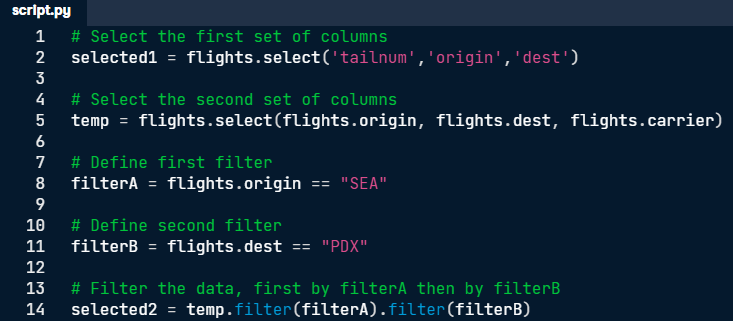 script.py
1 # Select the first set of columns
2 selected1 = flights.select('tailnum','origin','dest')
3
4 # Select the second set of columns
5 temp = flights.select(flights.origin, flights.dest, flights.carrier)
6
7 # Define first filter
8 filterA = flights.origin == "SEA"
9
10 # Define second filter
11 filterB = flights.dest == "PDX"
12
13 # Filter the data, first by filterA then by filterB
14 selected2 = temp.filter(filterA).filter(filterB)